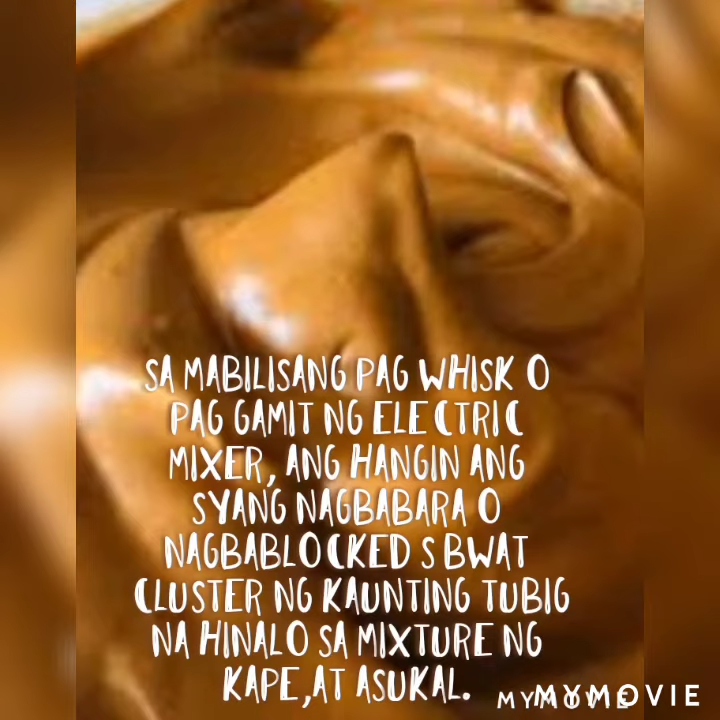 SA MABILISANG PAG WHISK O
PAG GAMIT NG ELECTRIC
MIXER, ANG HANGIN ANG
SYANG NAGBABARA O
NAGBABLOCKED S BWAT
CLUSTER NG KAUNTING TUBIG
NA HINALO SA MIXTURE NG
KAPE,AT ASUKAL.
MYMOVIE
MYMOVIE